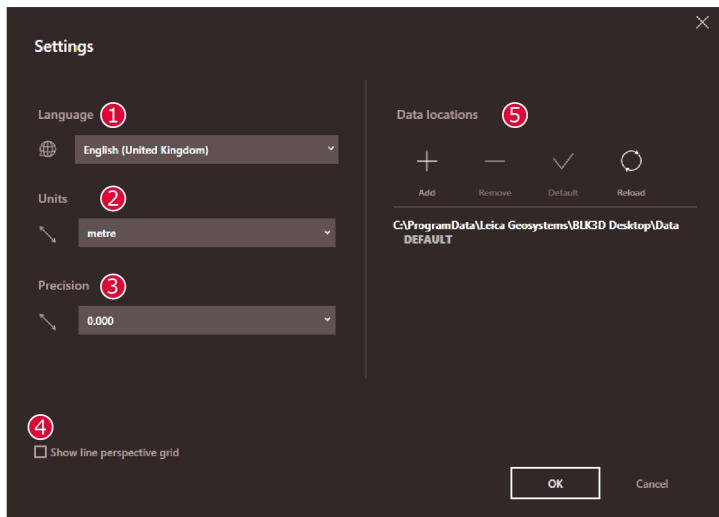 Settings
Language 1
English (United Kingdom)
Units 2
metre
Precision 3
0.000
4
Show line perspective grid
Data locations 5
Add Remove Default Reload
C:\ProgramData\Leica Geosystems\BLK3D Desktop\Data
DEFAULT
OK Cancel